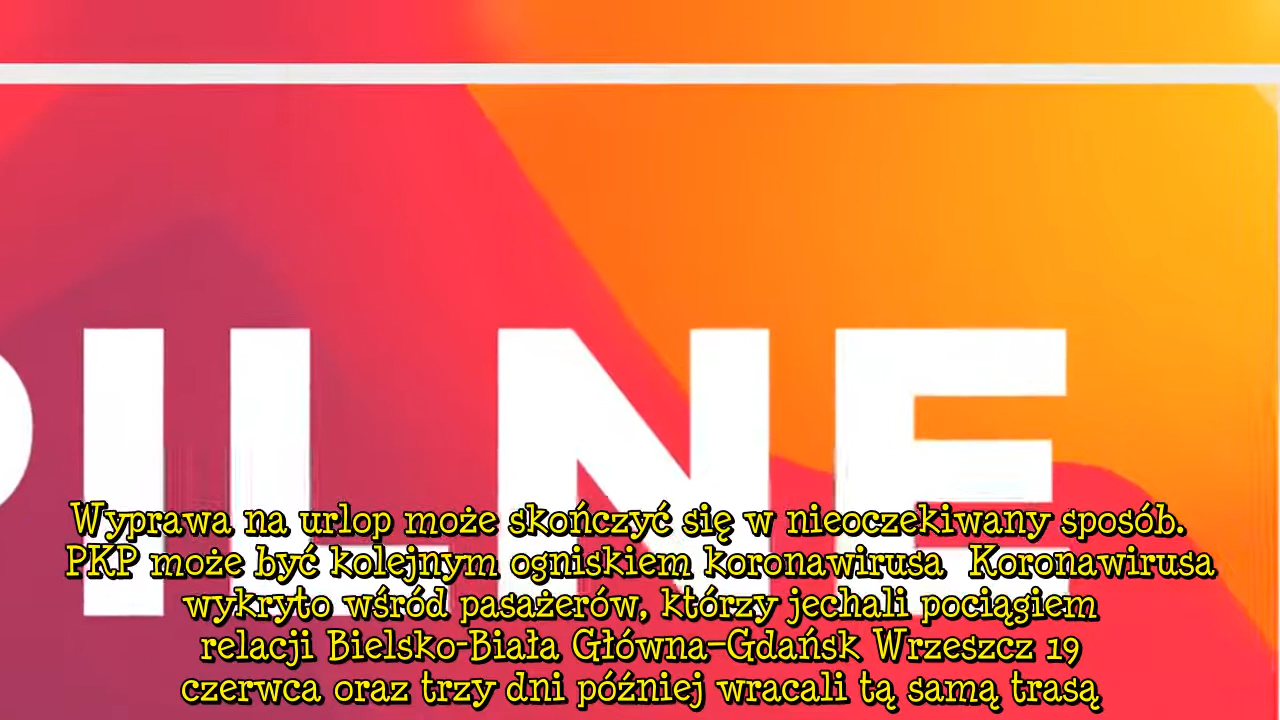 PILNE
Wyprawa na urlop może skończyć się w nieoczekiwany sposób.
PKP może być kolejnym ogniskiem koronawirusa Koronawirusa
wykryto wśród pasażerów, którzy jechali pociągiem
relacji Bielsko-Biała Główna–Gdańsk Wrzeszcz 19
czerwca oraz trzy dni później wracali tą samą trasą